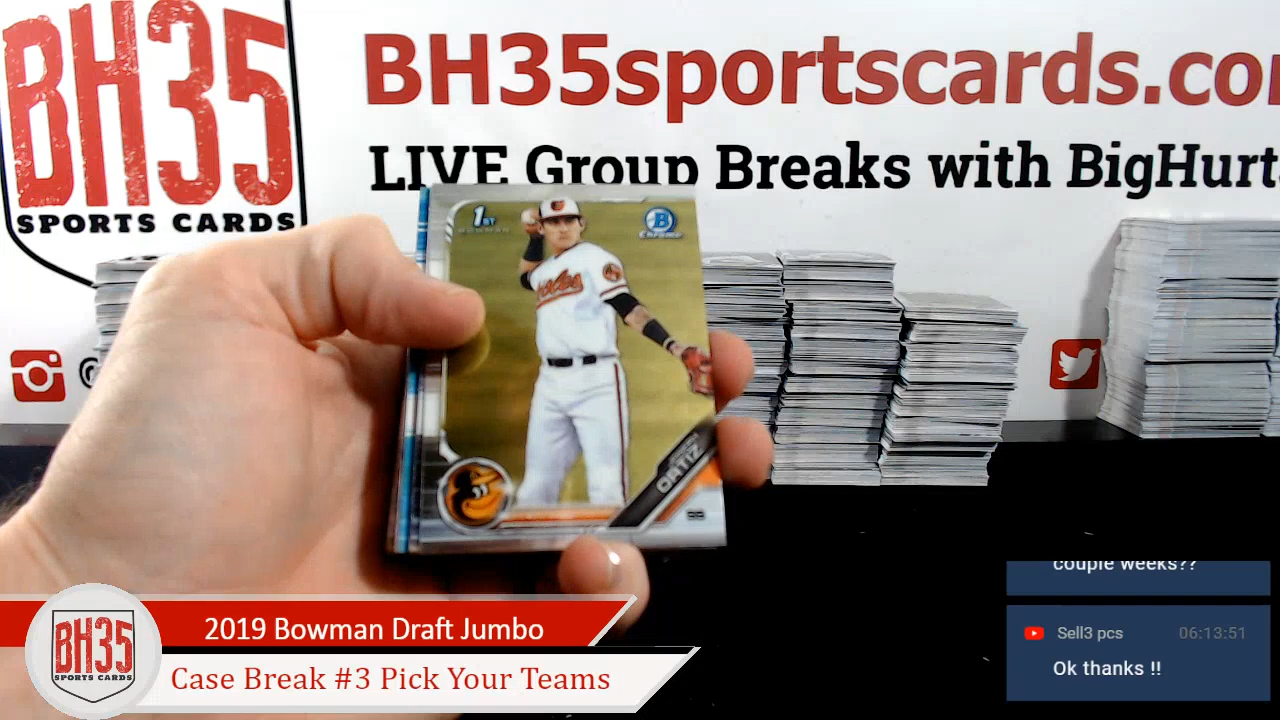 BH35
SPORTS CARDS
BH35sportscards.co
LIVE Group Breaks with BigHurt
@
1ST
BOWMAN
B
Chrome
Orioles
ORTIZ
BH35
SPORTS CARDS
2019 Bowman Draft Jumbo
Case Break #3 Pick Your Teams
couple weeks??
Sell3 pcs 06:13:51
Ok thanks !!